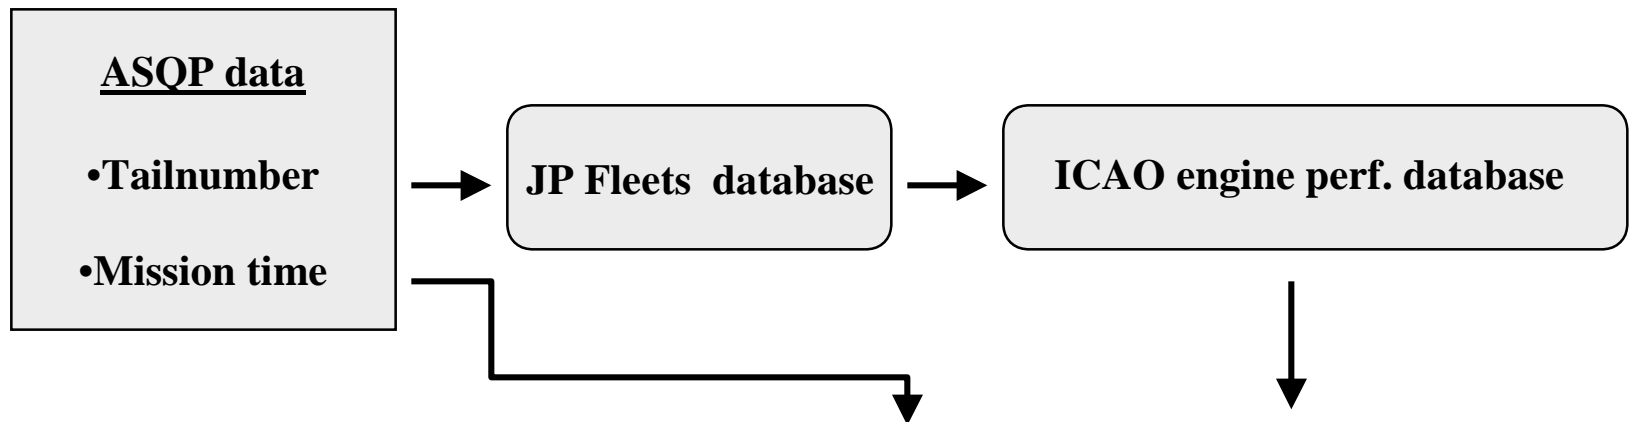 ASQP data
•Tailnumber
•Mission time
JP Fleets database
ICAO engine perf. database